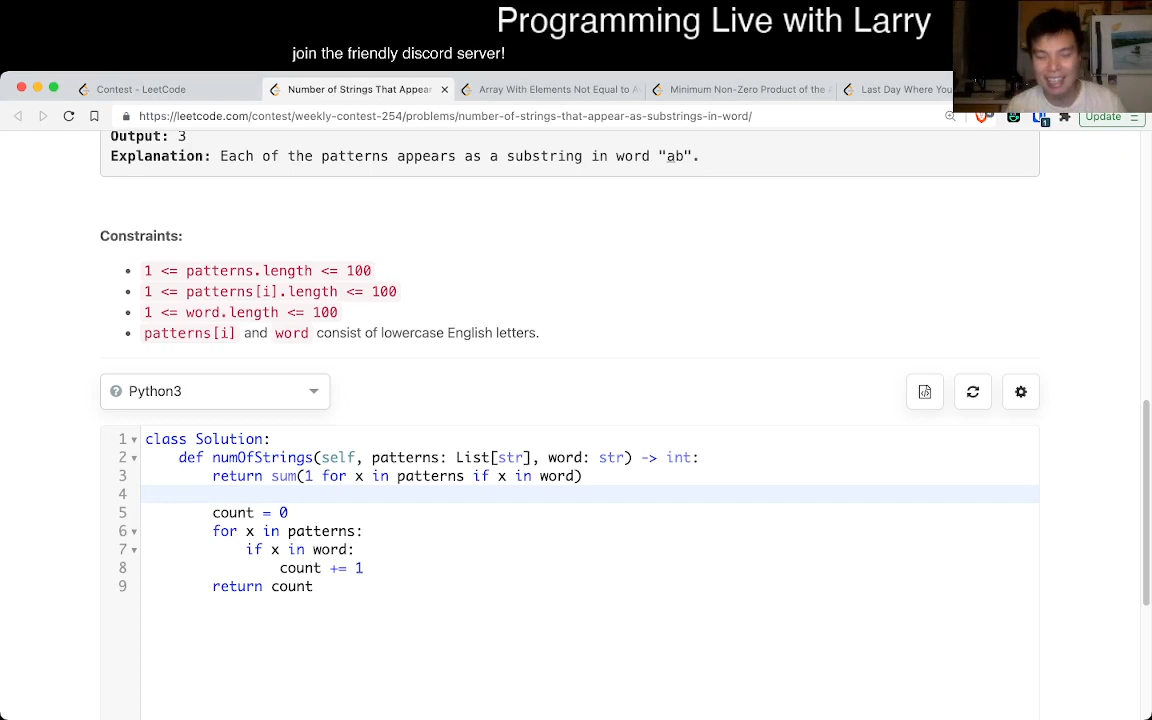 Programming Live with Larry
join the friendly discord server!
Contest - LeetCode
Number of Strings That Appear
Array With Elements Not Equal to A
Minimum Non-Zero Product of the
Last Day Where You
https://leetcode.com/contest/weekly-contest-254/problems/number-of-strings-that-appear-as-substrings-in-word/
Update
Output: 3
Explanation: Each of the patterns appears as a substring in word "ab".
Constraints:
1 <= patterns.length <= 100
1 <= patterns[i].length <= 100
1 <= word.length <= 100
patterns[i] and word consist of lowercase English letters.
Python3
1 class Solution:
2 def numOfStrings(self, patterns: List[str], word: str) -> int:
3 return sum(1 for x in patterns if x in word)
4
5 count = 0
6 for x in patterns:
7 if x in word:
8 count += 1
9 return count